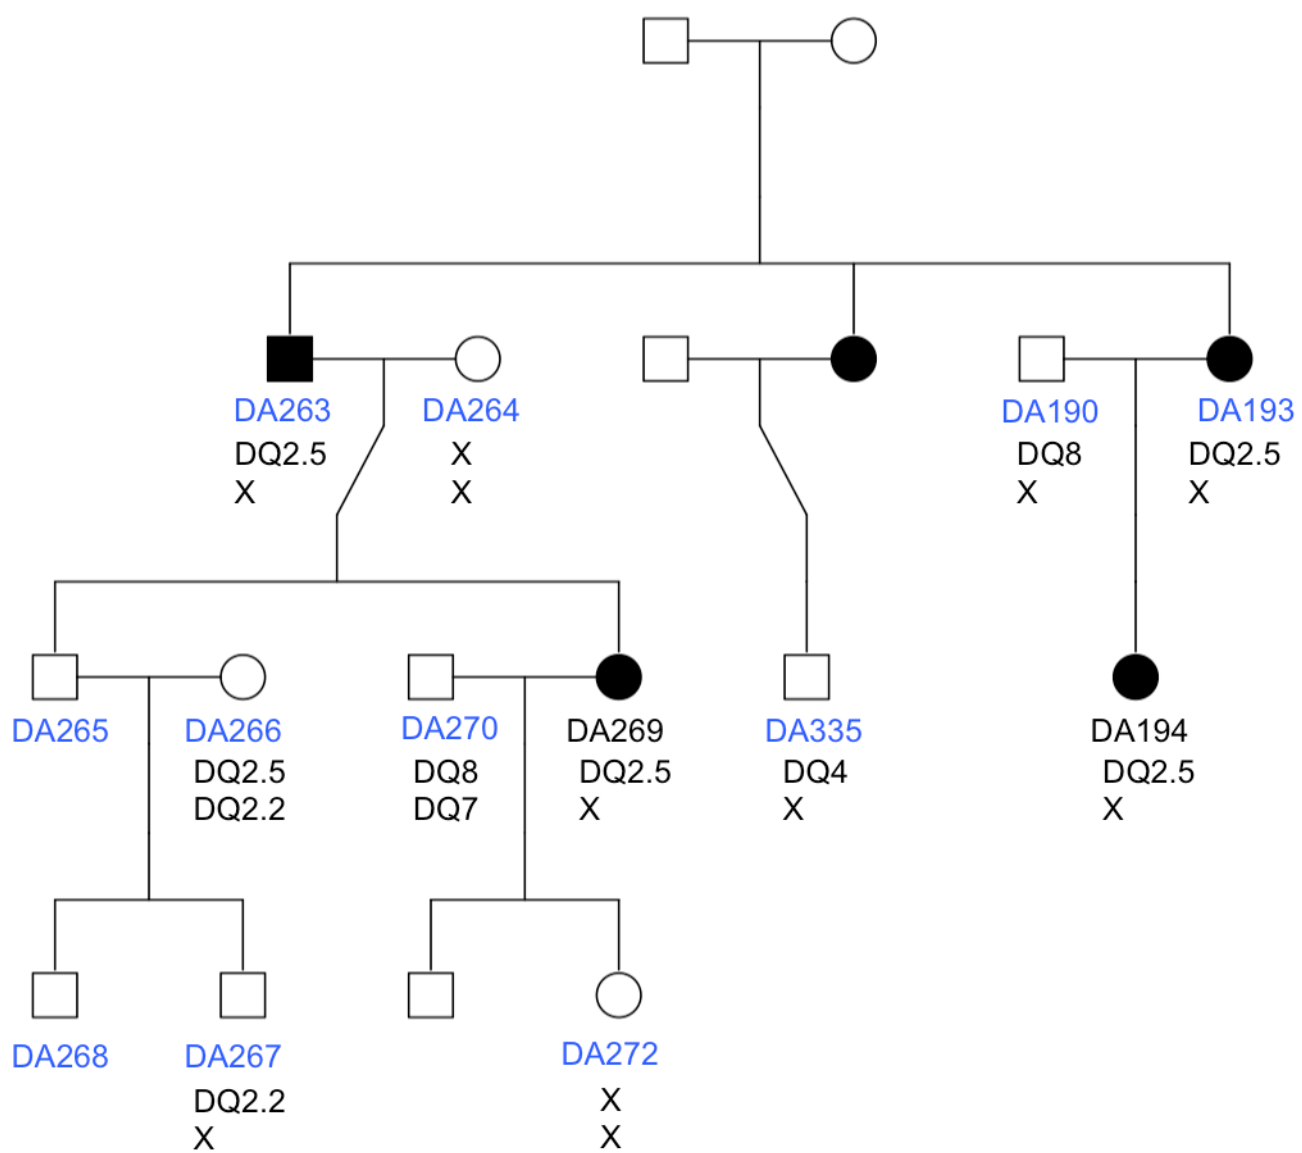 DA263 DA264 DA190 DA193
DQ2.5 X DQ8 DQ2.5
X X X X
DA265 DA266 DA270 DA269 DA335 DA194
DQ2.5 DQ8 DQ2.5 DQ4 DQ2.5
DQ2.2 DQ7 X X X
DA268 DA267 DA272
DQ2.2 X
X X